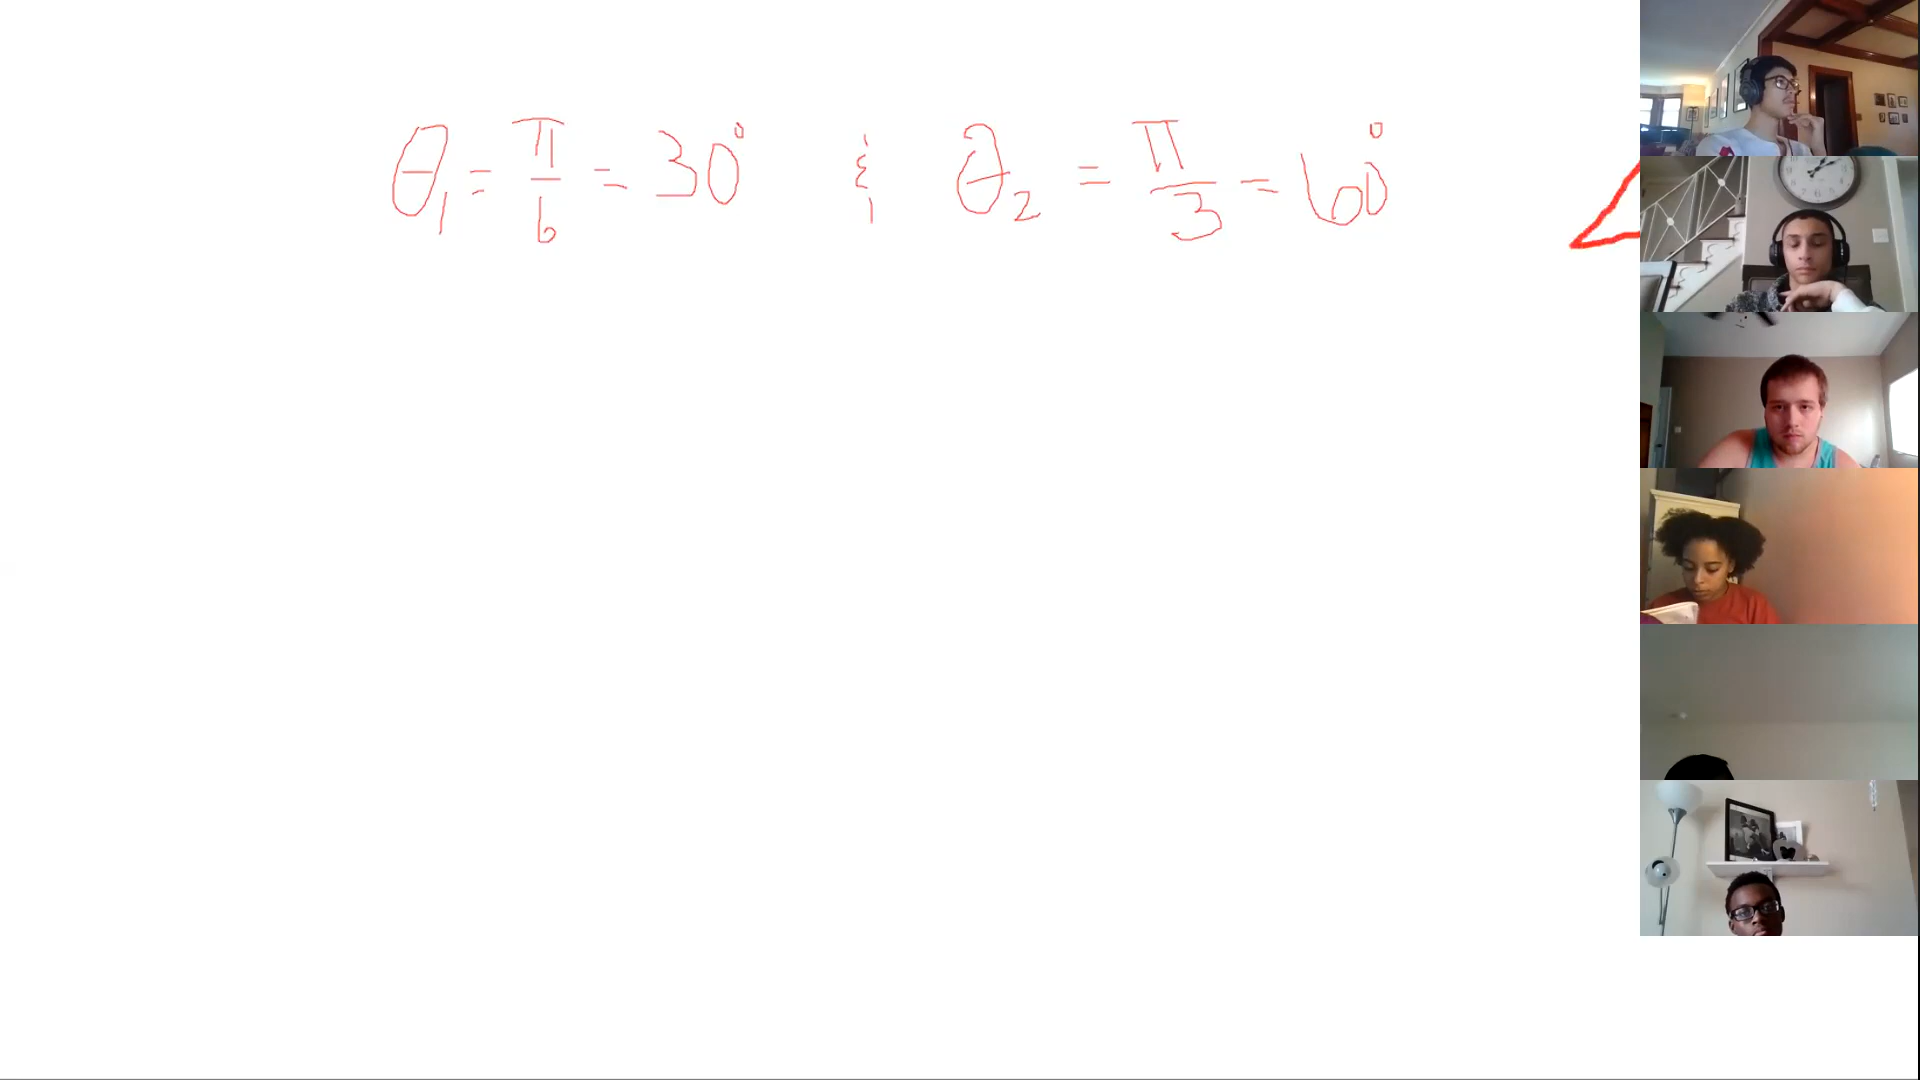 θ₁ = π/6 = 30° & θ₂ = π/3 = 60°